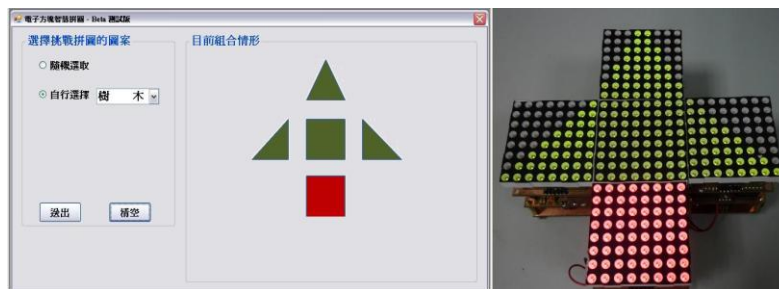 電子方塊智慧拼圖 - Beta 測試版
選擇挑戰拼圖的圖案
隨機選取
自行選擇 樹 木
送出 清空
目前組合情形